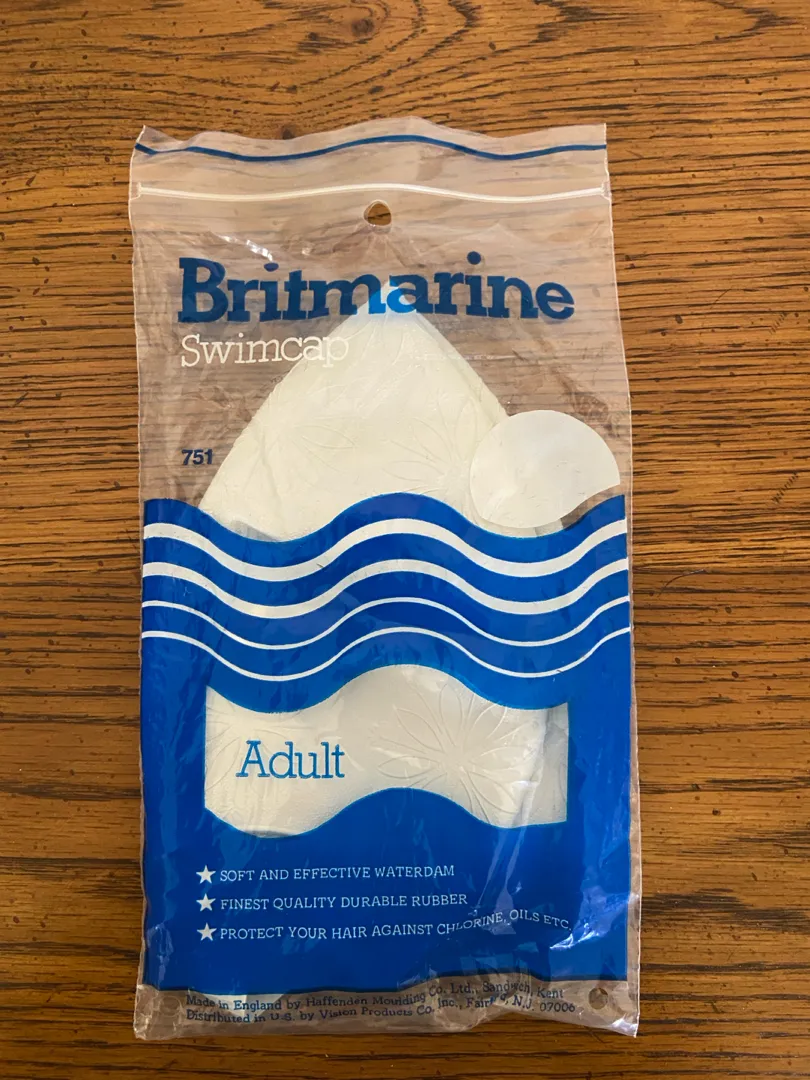 Britmarine
Swimcap
751
Adult
★ SOFT AND EFFECTIVE WATERDAM
★ FINEST QUALITY DURABLE RUBBER
★ PROTECT YOUR HAIR AGAINST CHLORINE, OILS ETC.
Made in England by Haffenden Moulding Co. Ltd., Kent
Distributed in U.S. by Vision Products Co. Inc., N.J. 07006